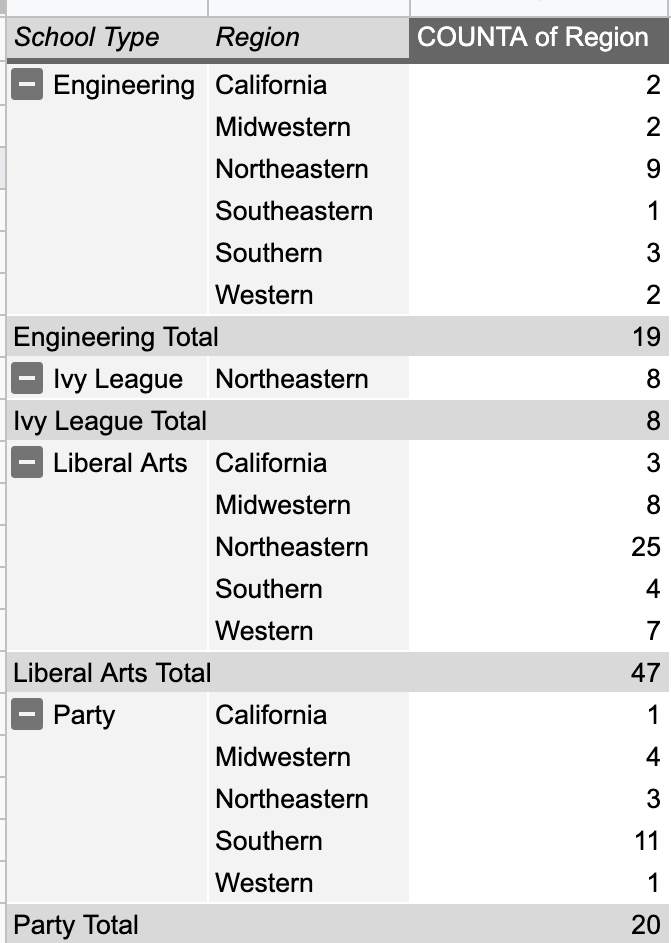 School Type Region COUNTA of Region
Engineering California 2
Midwestern 2
Northeastern 9
Southeastern 1
Southern 3
Western 2
Engineering Total 19
Ivy League Northeastern 8
Ivy League Total 8
Liberal Arts California 3
Midwestern 8
Northeastern 25
Southern 4
Western 7
Liberal Arts Total 47
Party California 1
Midwestern 4
Northeastern 3
Southern 11
Western 1
Party Total 20